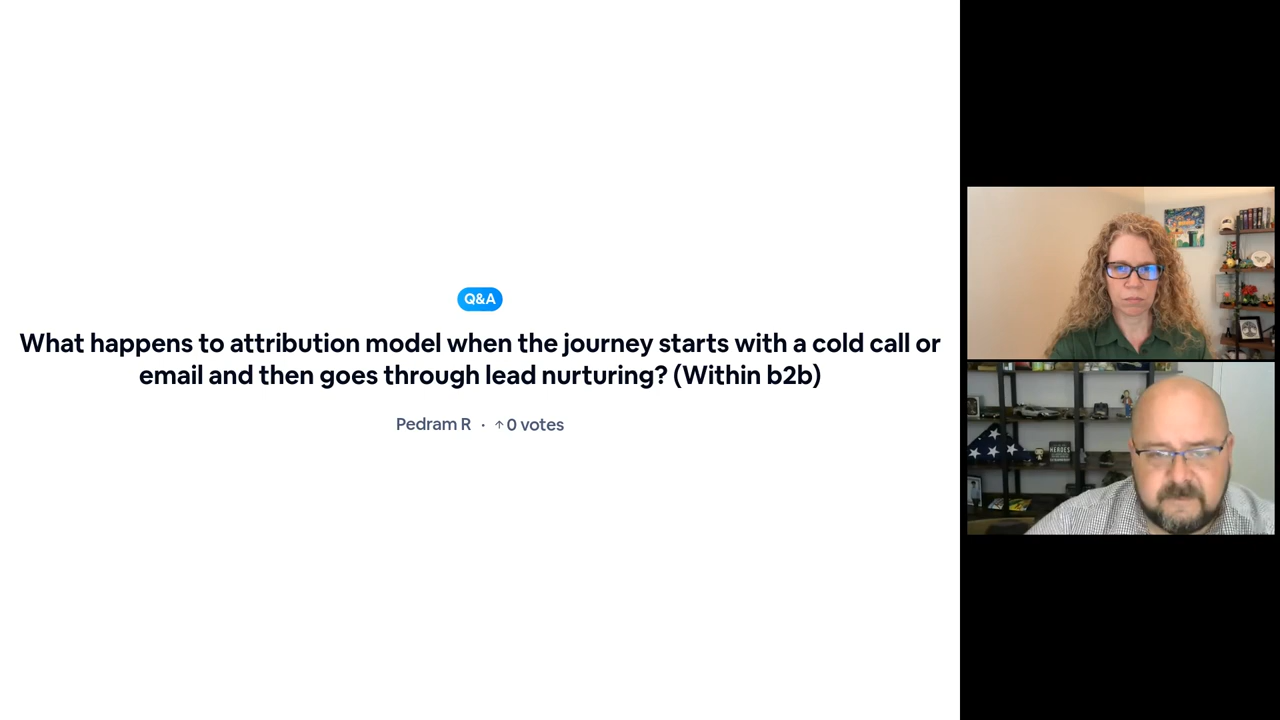 Q&A
What happens to attribution model when the journey starts with a cold call or
email and then goes through lead nurturing? (Within b2b)
Pedram R · ↑ 0 votes
HEROES